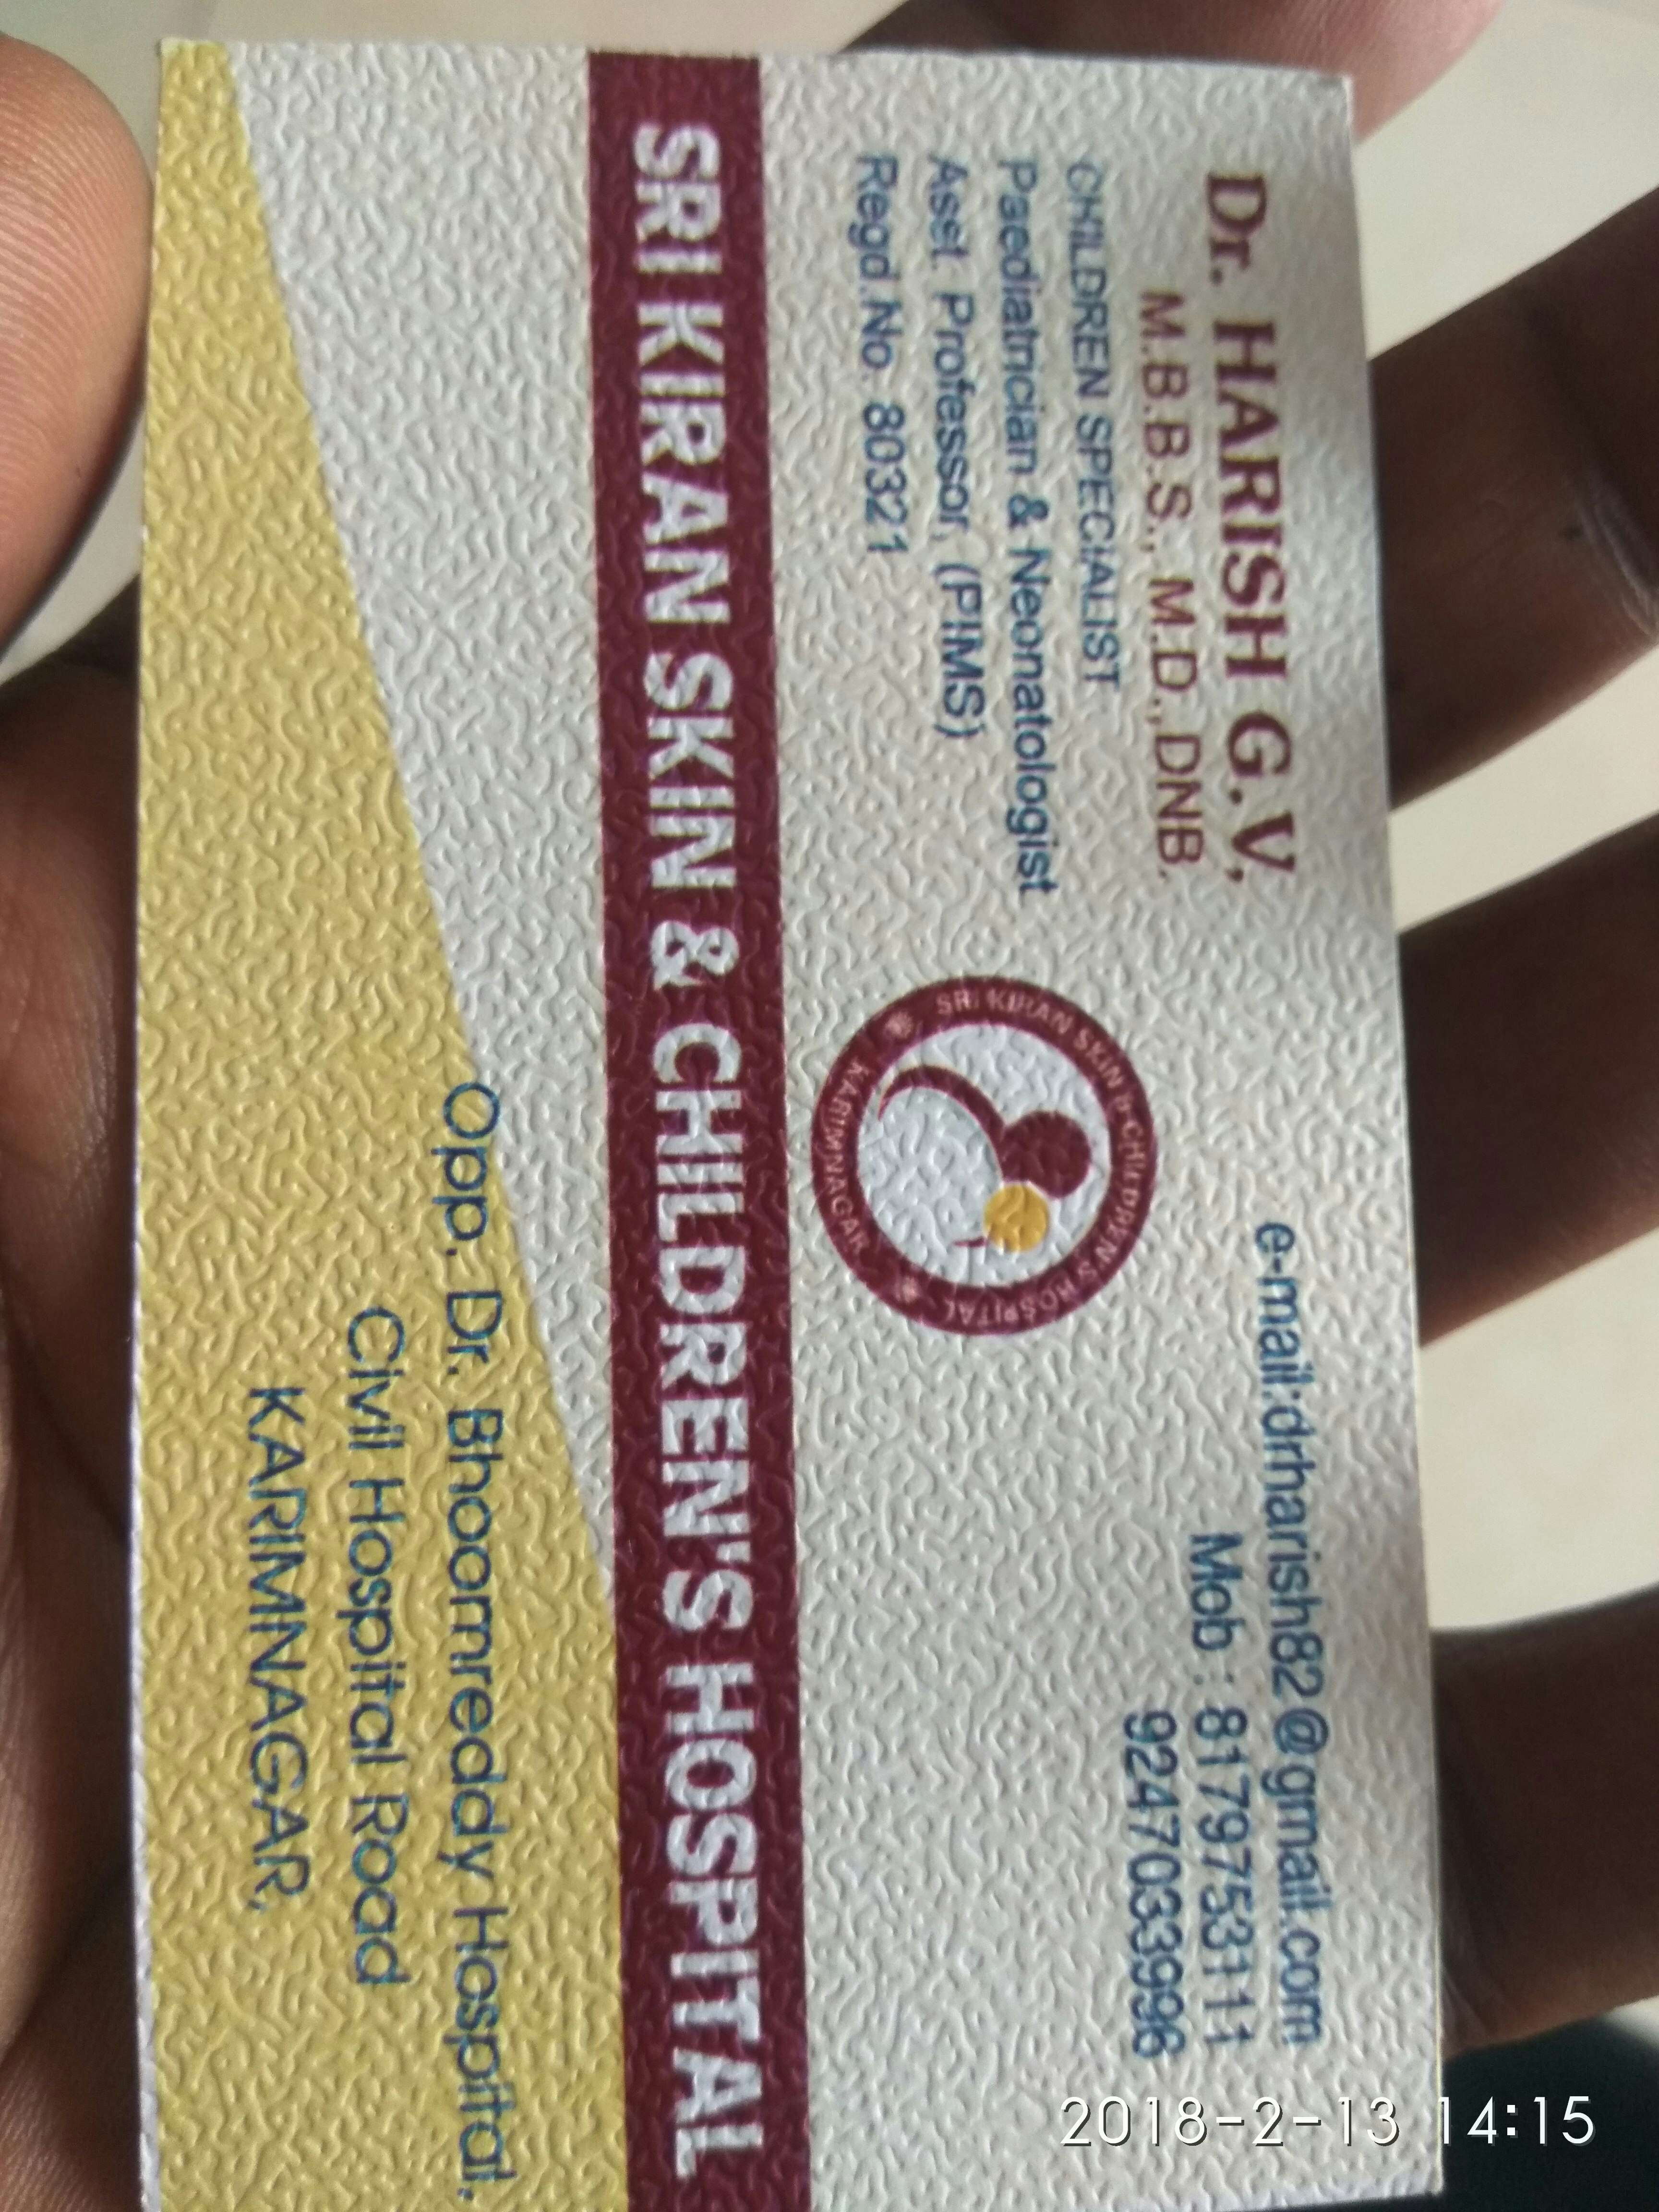 Dr. HARISH G.V,
M.B.B.S., M.D.,DNB.
CHILDREN SPECIALIST
Paediatrician & Neonatologist
Asst. Professor, (PIMS)
Regd.No. 80321
e-mail:drharish82@gmail.com
Mob : 8179753111
9247033996
SRI KIRAN SKIN & CHILDREN'S HOSPITAL
KARIMNAGAR
SRI KIRAN SKIN & CHILDREN'S HOSPITAL
Opp. Dr. Bhoomreddy Hospital,
Civil Hospital Road
KARIMNAGAR,
2018-2-13 14:15